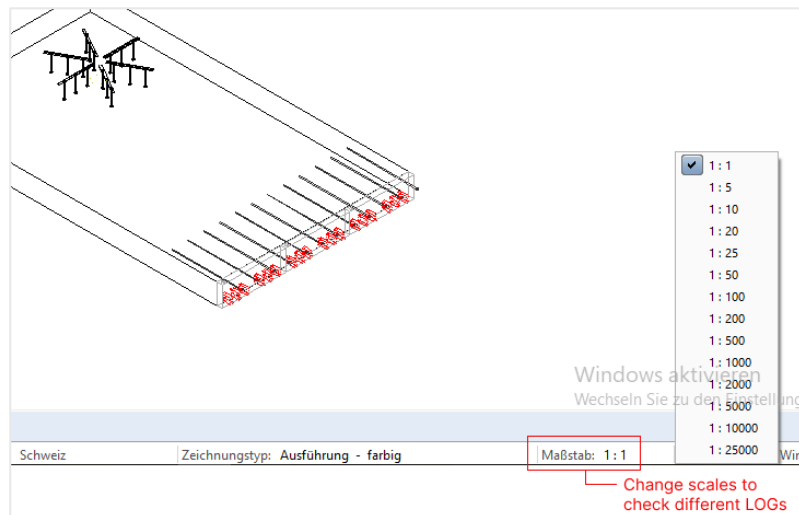 1 : 1
1 : 5
1 : 10
1 : 20
1 : 25
1 : 50
1 : 100
1 : 200
1 : 500
1 : 1000
1 : 2000
1 : 5000
1 : 10000
1 : 25000
Windows aktivieren
Wechseln Sie zu den Einstellung
Schweiz
Zeichnungstyp: Ausführung - farbig
Maßstab: 1 : 1
Win
Change scales to
check different LOGs